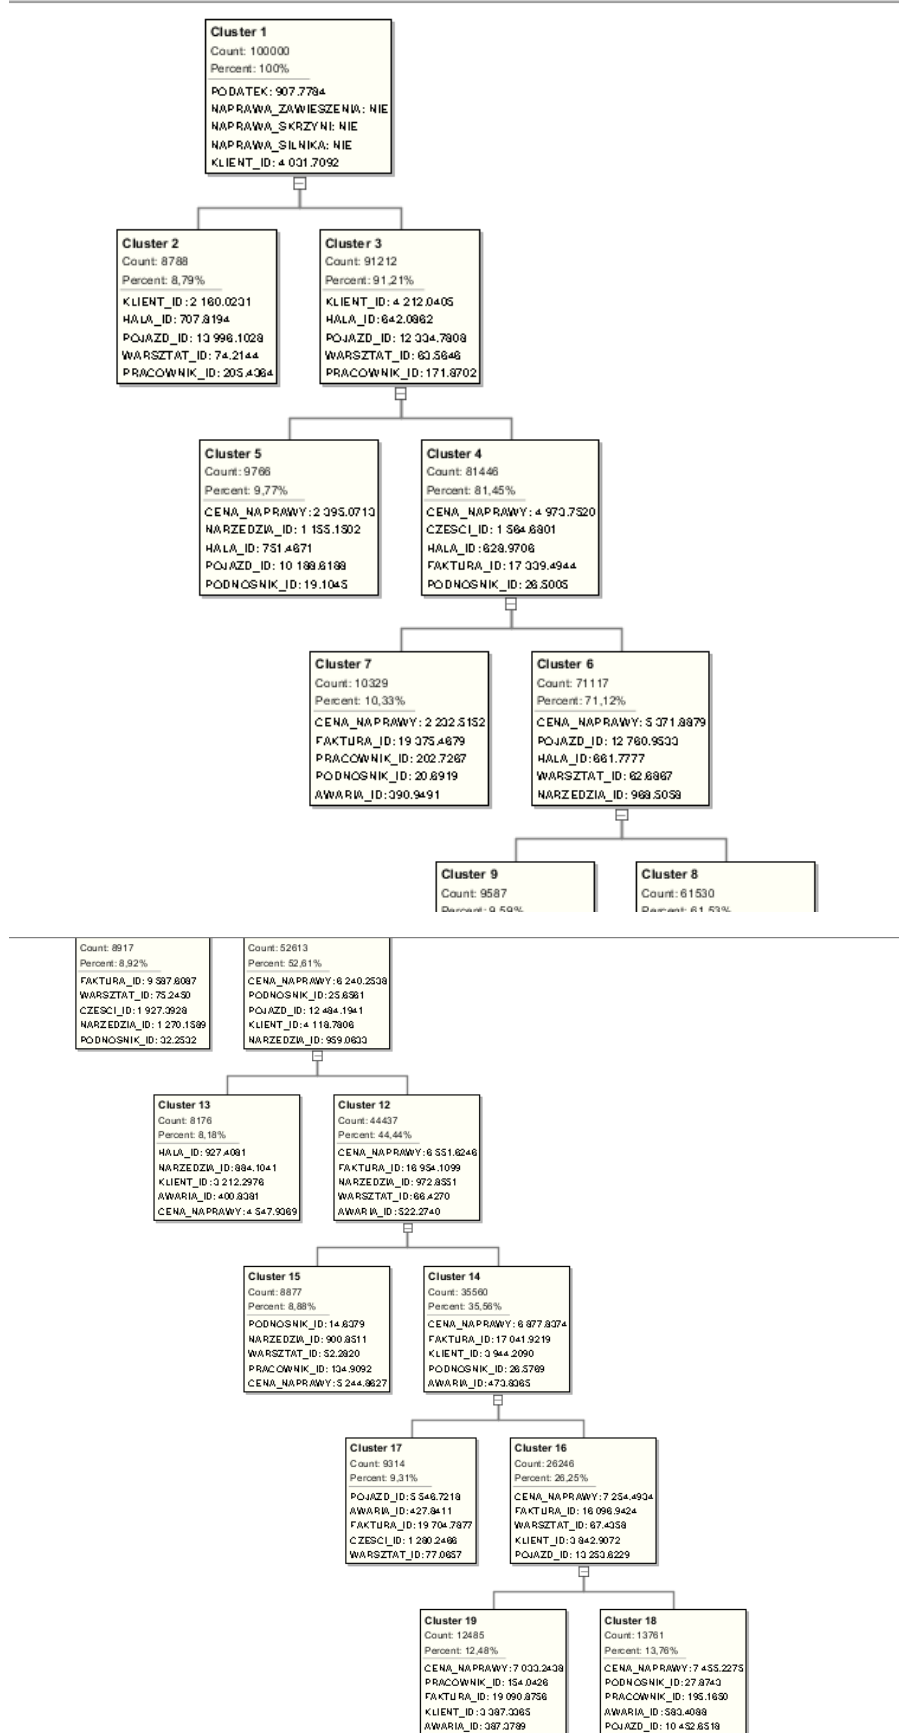 Cluster 1
Count: 100000
Percent: 100%
PODATEK: 907.7784
NAPRAWA_ZAWIESZENIA: NIE
NAPRAWA_SKRZYNI: NIE
NAPRAWA_SILNIKA: NIE
KLIENT_ID: 4 031.7092
Cluster 2
Count: 8788
Percent: 8,79%
KLIENT_ID: 2 160.0231
HALA_ID: 707.8194
POJAZD_ID: 13 996.1028
WARSZTAT_ID: 74.2144
PRACOWNIK_ID: 205.4364
Cluster 3
Count: 91212
Percent: 91,21%
KLIENT_ID: 4 212.0405
HALA_ID: 642.0862
POJAZD_ID: 12 334.7808
WARSZTAT_ID: 63.5646
PRACOWNIK_ID: 171.8702
Cluster 5
Count: 9766
Percent: 9,77%
CENA_NAPRAWY: 2 395.0713
NARZEDZIA_ID: 1 155.1502
HALA_ID: 751.4671
POJAZD_ID: 10 188.6188
PODNOSNIK_ID: 19.1045
Cluster 4
Count: 81446
Percent: 81,45%
CENA_NAPRAWY: 4 973.7520
CZESCI_ID: 1 564.6801
HALA_ID: 628.9706
FAKTURA_ID: 17 339.4944
PODNOSNIK_ID: 26.5005
Cluster 7
Count: 10329
Percent: 10,33%
CENA_NAPRAWY: 2 232.5152
FAKTURA_ID: 19 375.4679
PRACOWNIK_ID: 202.7267
PODNOSNIK_ID: 20.6919
AWARIA_ID: 390.9491
Cluster 6
Count: 71117
Percent: 71,12%
CENA_NAPRAWY: 5 371.8879
POJAZD_ID: 12 760.9533
HALA_ID: 661.7777
WARSZTAT_ID: 62.6867
NARZEDZIA_ID: 968.5058
Cluster 9
Count: 9587
Percent: 9,59%
Cluster 8
Count: 61530
Percent: 61,53%
Count: 8917
Percent: 8,92%
FAKTURA_ID: 9 587.6087
WARSZTAT_ID: 75.2450
CZESCI_ID: 1 927.3928
NARZEDZIA_ID: 1 270.1589
PODNOSNIK_ID: 32.2532
Count: 52613
Percent: 52,61%
CENA_NAPRAWY: 6 240.2538
PODNOSNIK_ID: 25.6561
POJAZD_ID: 12 484.1941
KLIENT_ID: 4 118.7806
NARZEDZIA_ID: 959.0633
Cluster 13
Count: 8176
Percent: 8,18%
HALA_ID: 927.4081
NARZEDZIA_ID: 884.1041
KLIENT_ID: 3 212.2976
AWARIA_ID: 400.8381
CENA_NAPRAWY: 4 547.9369
Cluster 12
Count: 44437
Percent: 44,44%
CENA_NAPRAWY: 6 551.6246
FAKTURA_ID: 16 954.1099
NARZEDZIA_ID: 972.8551
WARSZTAT_ID: 66.4270
AWARIA_ID: 522.2740
Cluster 15
Count: 8877
Percent: 8,88%
PODNOSNIK_ID: 14.6379
NARZEDZIA_ID: 900.8511
WARSZTAT_ID: 52.2820
PRACOWNIK_ID: 134.9092
CENA_NAPRAWY: 5 244.8627
Cluster 14
Count: 35560
Percent: 35,56%
CENA_NAPRAWY: 6 877.8374
FAKTURA_ID: 17 041.9219
KLIENT_ID: 3 944.2090
PODNOSNIK_ID: 26.5769
AWARIA_ID: 473.8365
Cluster 17
Count: 9314
Percent: 9,31%
POJAZD_ID: 5 546.7218
AWARIA_ID: 427.8411
FAKTURA_ID: 19 704.7877
CZESCI_ID: 1 280.2466
WARSZTAT_ID: 77.0657
Cluster 16
Count: 26246
Percent: 26,25%
CENA_NAPRAWY: 7 254.4934
FAKTURA_ID: 16 096.9424
WARSZTAT_ID: 67.4358
KLIENT_ID: 3 842.9072
POJAZD_ID: 13 253.6229
Cluster 19
Count: 12485
Percent: 12,48%
CENA_NAPRAWY: 7 033.2438
PRACOWNIK_ID: 154.0426
FAKTURA_ID: 19 090.8756
KLIENT_ID: 3 387.3365
AWARIA_ID: 387.3789
Cluster 18
Count: 13761
Percent: 13,76%
CENA_NAPRAWY: 7 455.2275
PODNOSNIK_ID: 27.8743
PRACOWNIK_ID: 195.1650
AWARIA_ID: 583.4088
POJAZD_ID: 10 452.6518